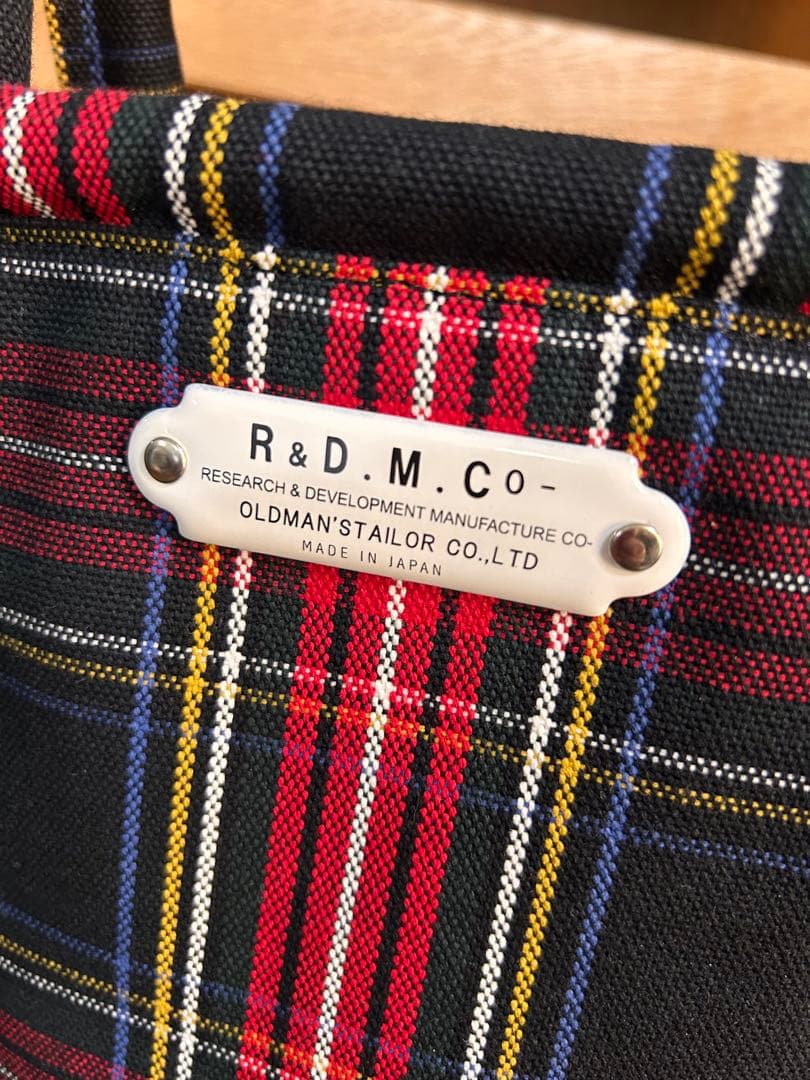 R & D . M . Co -
RESEARCH & DEVELOPMENT MANUFACTURE CO-
OLDMAN'STAILOR CO.,LTD
MADE IN JAPAN